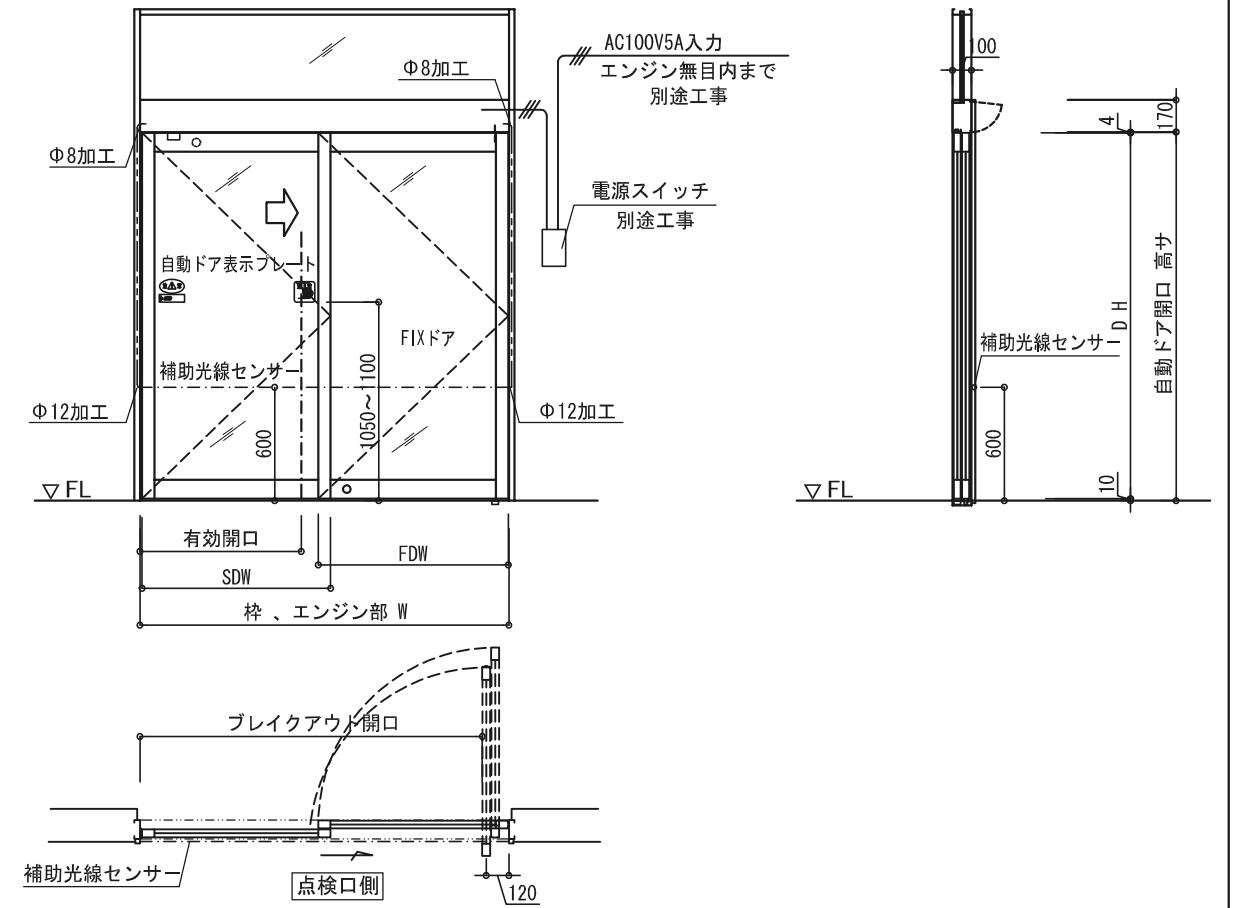 AC100V5A入力
エンジン無目内まで
別途工事
Φ8加工
Φ8加工
電源スイッチ
別途工事
自動ドア表示プレート
FIXドア
補助光線センサー
1050～1100
600
Φ12加工
Φ12加工
▽FL
有効開口
FDW
SDW
枠 、エンジン部 W
100
170
4
自動ドア開口 高サ
DH
補助光線センサー
600
10
▽FL
ブレイクアウト開口
補助光線センサー
点検口側
120